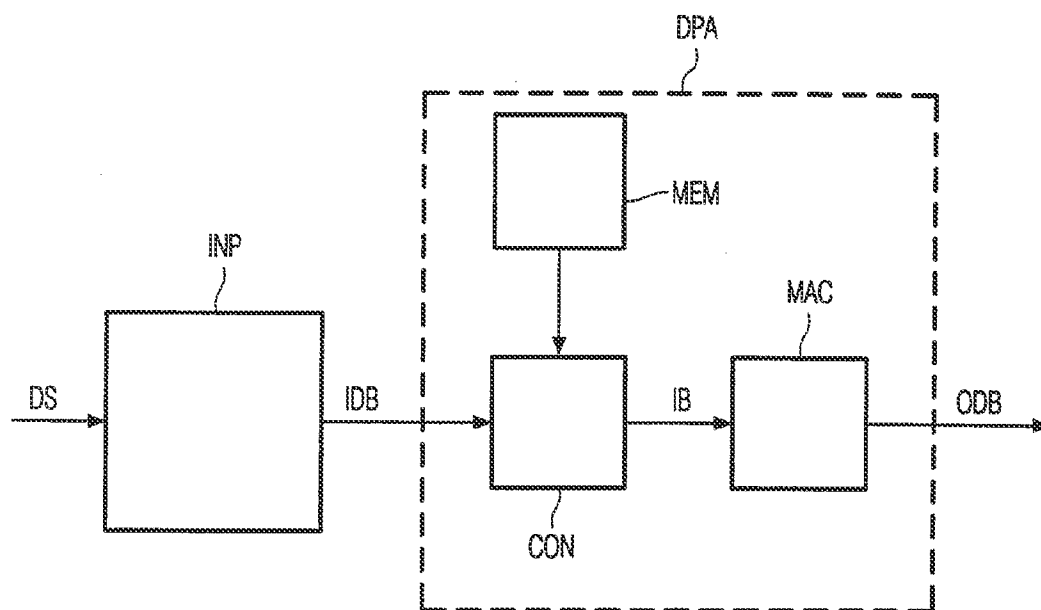 DPA
MEM
INP
MAC
DS
IDB
IB
ODB
CON